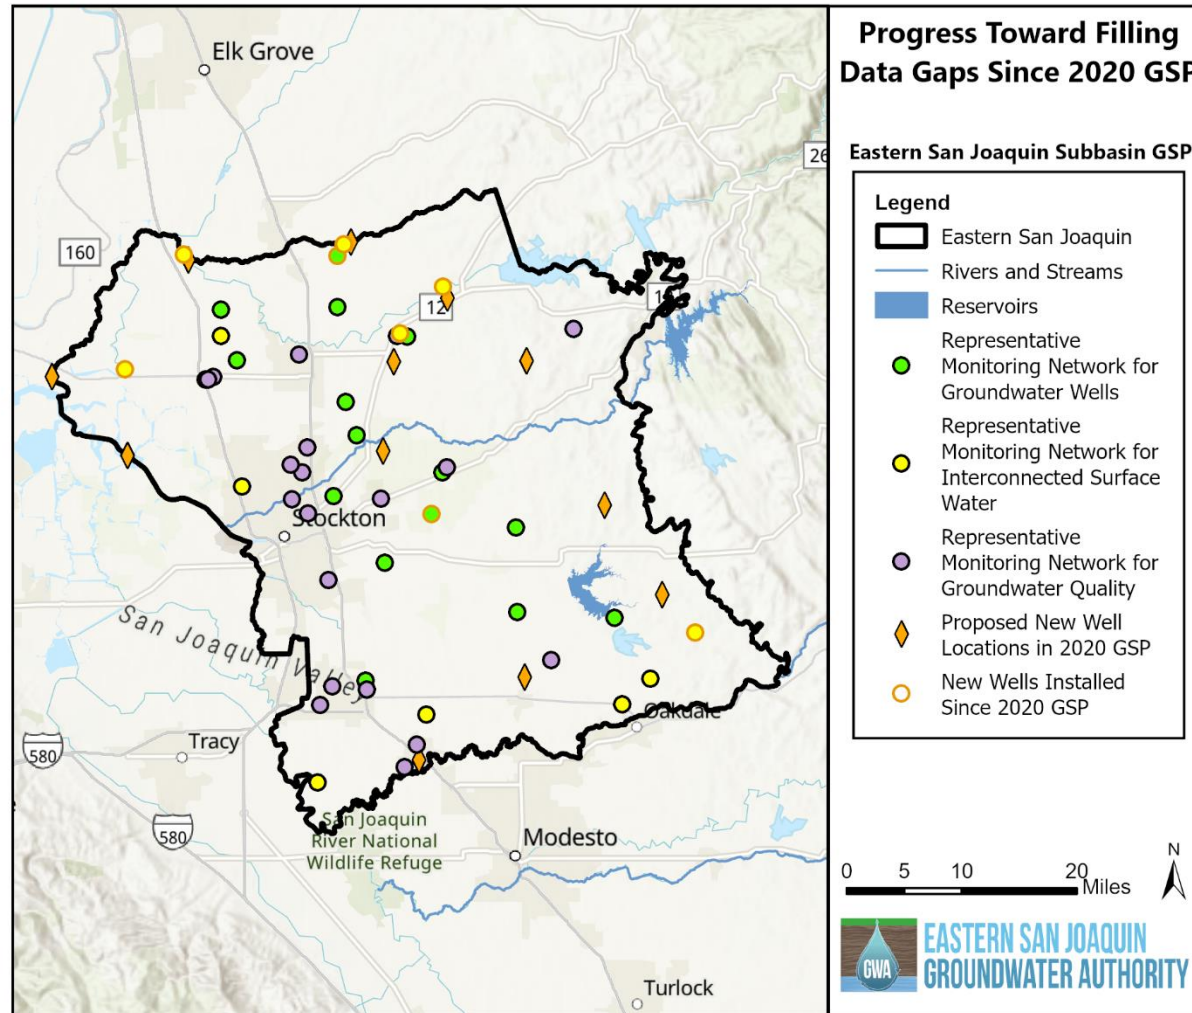 Elk Grove
160
26
12
1
Stockton
San Joaquin Valley
Oakdale
Tracy
580
580
San Joaquin
River National
Wildlife Refuge
Modesto
Turlock
Progress Toward Filling
Data Gaps Since 2020 GSP
Eastern San Joaquin Subbasin GSP
Legend
Eastern San Joaquin
Rivers and Streams
Reservoirs
Representative
Monitoring Network for
Groundwater Wells
Representative
Monitoring Network for
Interconnected Surface
Water
Representative
Monitoring Network for
Groundwater Quality
Proposed New Well
Locations in 2020 GSP
New Wells Installed
Since 2020 GSP
0 5 10 20
Miles
N
GWA
EASTERN SAN JOAQUIN
GROUNDWATER AUTHORITY